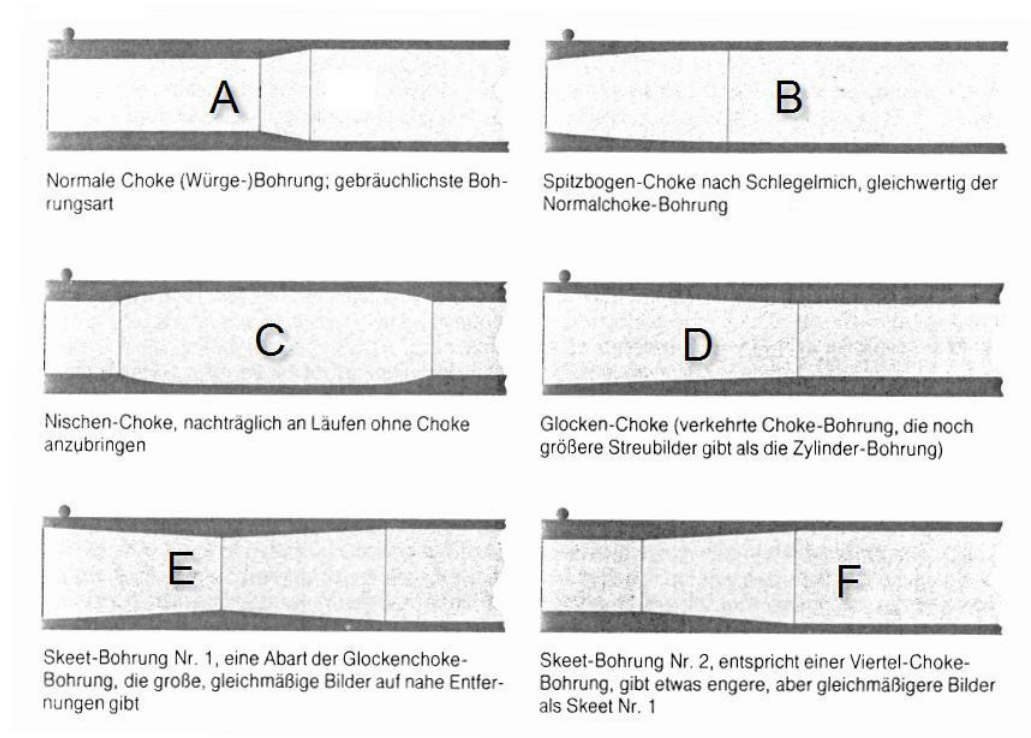 A
Normale Choke (Würge-)Bohrung; gebräuchlichste Boh-
rungsart
B
Spitzbogen-Choke nach Schlegelmich, gleichwertig der
Normalchoke-Bohrung
C
Nischen-Choke, nachträglich an Läufen ohne Choke
anzubringen
D
Glocken-Choke (verkehrte Choke-Bohrung, die noch
größere Streubilder gibt als die Zylinder-Bohrung)
E
Skeet-Bohrung Nr. 1, eine Abart der Glockenchoke-
Bohrung, die große, gleichmäßige Bilder auf nahe Entfer-
nungen gibt
F
Skeet-Bohrung Nr. 2, entspricht einer Viertel-Choke-
Bohrung, gibt etwas engere, aber gleichmäßigere Bilder
als Skeet Nr. 1